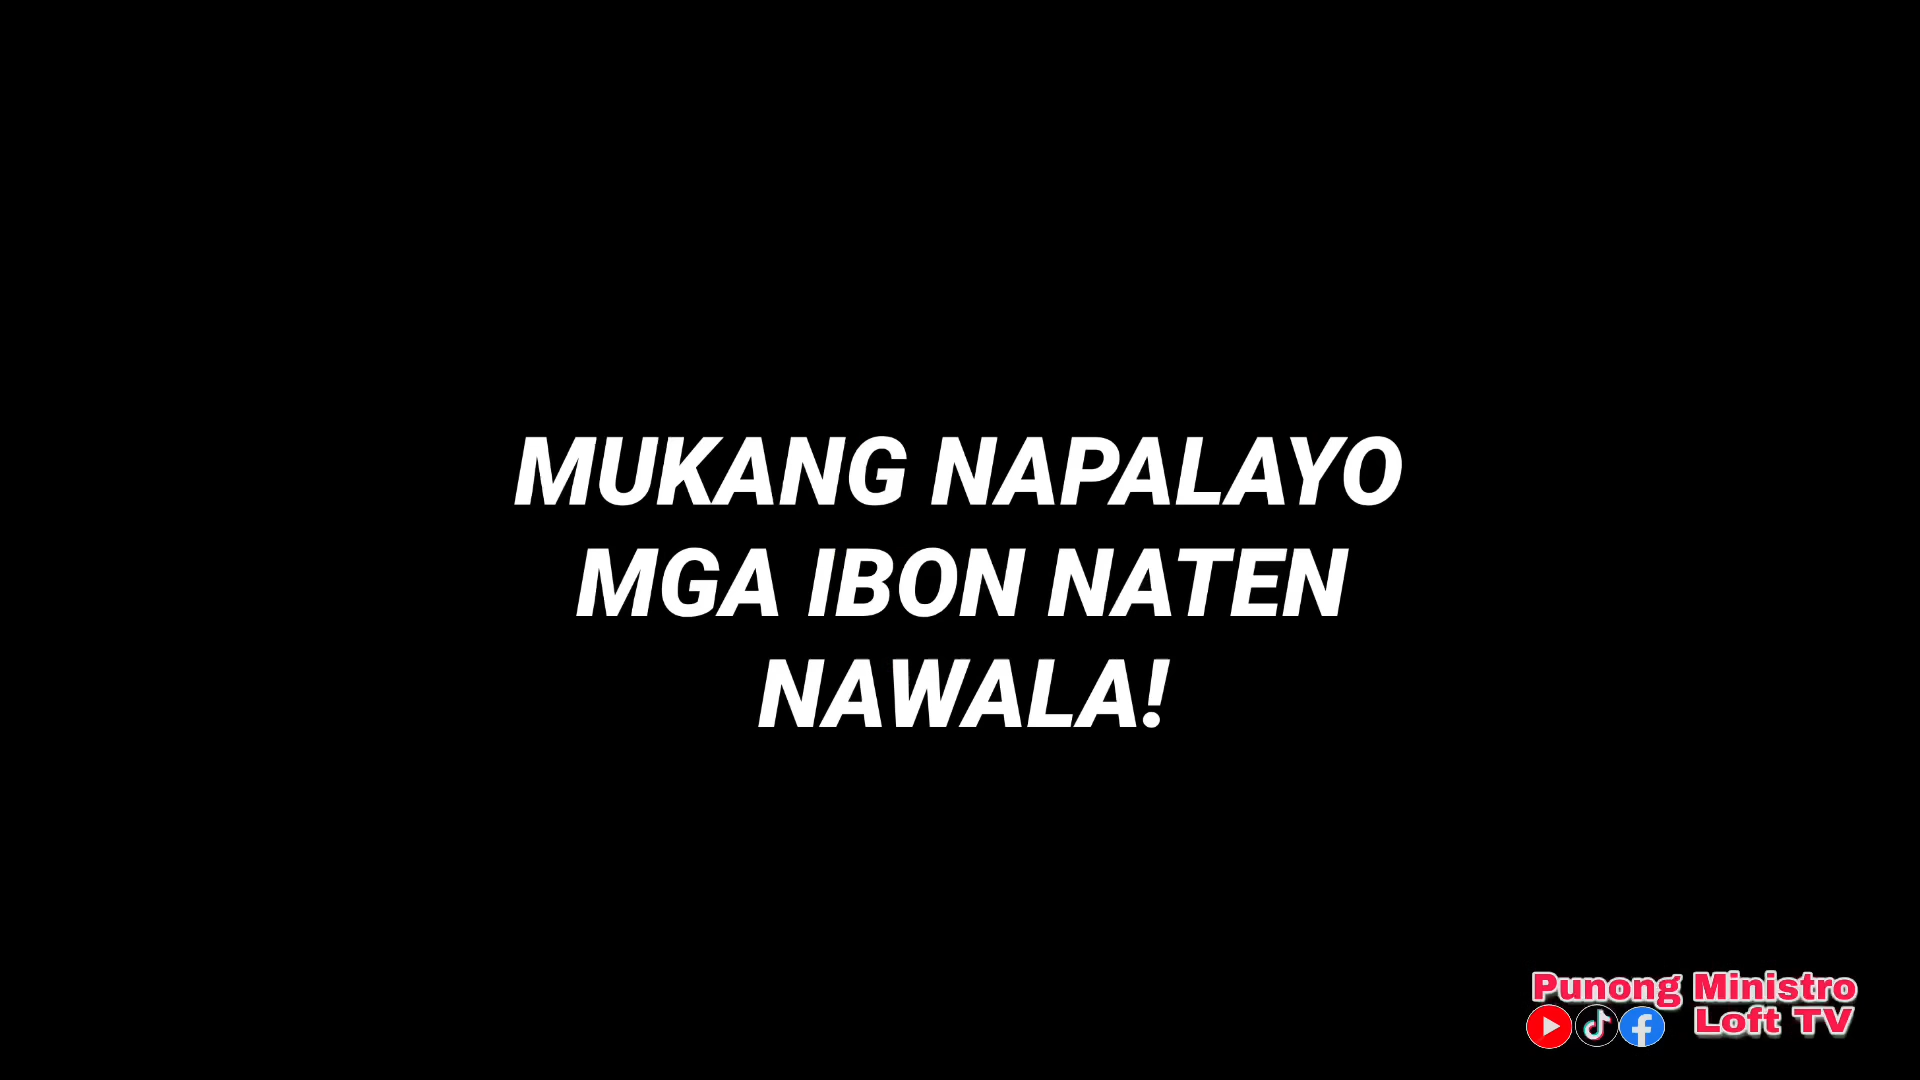 MUKANG NAPALAYO
MGA IBON NATEN
NAWALA!
Punong Ministro
Loft TV